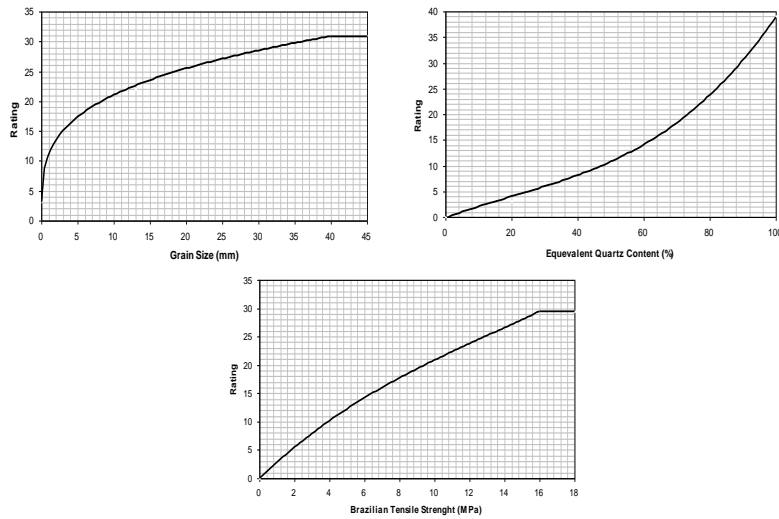 35
30
25
20
15
10
5
0
Rating
0 5 10 15 20 25 30 35 40 45
Grain Size (mm)
40
35
30
25
20
15
10
5
0
Rating
0 20 40 60 80 100
Equevalent Quartz Content (%)
35
30
25
20
15
10
5
0
Rating
0 2 4 6 8 10 12 14 16 18
Brazilian Tensile Strenght (MPa)